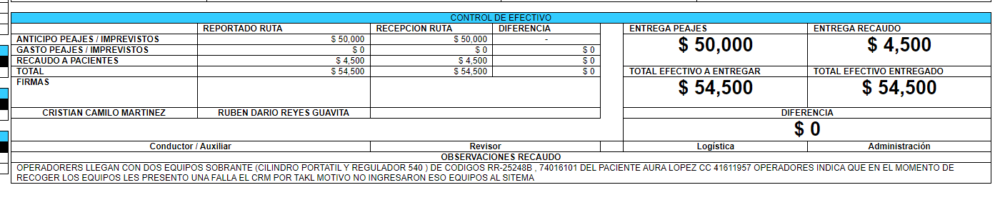 CONTROL DE EFECTIVO
REPORTADO RUTA RECEPCION RUTA DIFERENCIA
ANTICIPO PEAJES / IMPREVISTOS $ 50,000 $ 50,000 -
GASTO PEAJES / IMPREVISTOS $ 0 $ 0 $ 0
RECAUDO A PACIENTES $ 4,500 $ 4,500 $ 0
TOTAL $ 54,500 $ 54,500 $ 0
FIRMAS
CRISTIAN CAMILO MARTINEZ RUBEN DARIO REYES GUAVITA
ENTREGA PEAJES ENTREGA RECAUDO
$ 50,000 $ 4,500
TOTAL EFECTIVO A ENTREGAR TOTAL EFECTIVO ENTREGADO
$ 54,500 $ 54,500
DIFERENCIA
$ 0
Conductor / Auxiliar Revisor Logística Administración
OBSERVACIONES RECAUDO
OPERADORERS LLEGAN CON DOS EQUIPOS SOBRANTE (CILINDRO PORTATIL Y REGULADOR 540 ) DE CODIGOS RR-25248B , 74016101 DEL PACIENTE AURA LOPEZ CC 41611957 OPERADORES INDICA QUE EN EL MOMENTO DE
RECOGER LOS EQUIPOS LES PRESENTO UNA FALLA EL CRM POR TAKL MOTIVO NO INGRESARON ESO EQUIPOS AL SITEMA